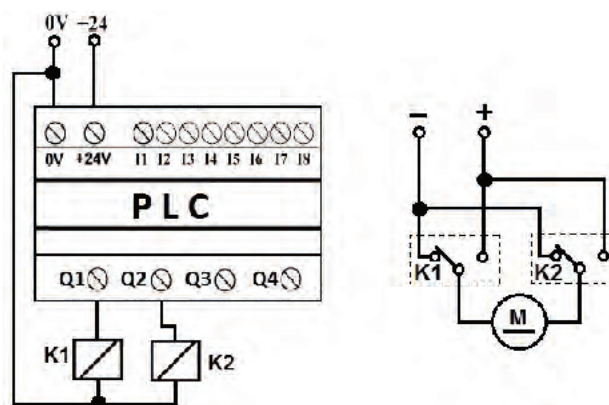 0V +24
0V +24V I1 I2 I3 I4 I5 I6 I7 I8
PLC
Q1 Q2 Q3 Q4
K1 K2
− +
K1 K2
M